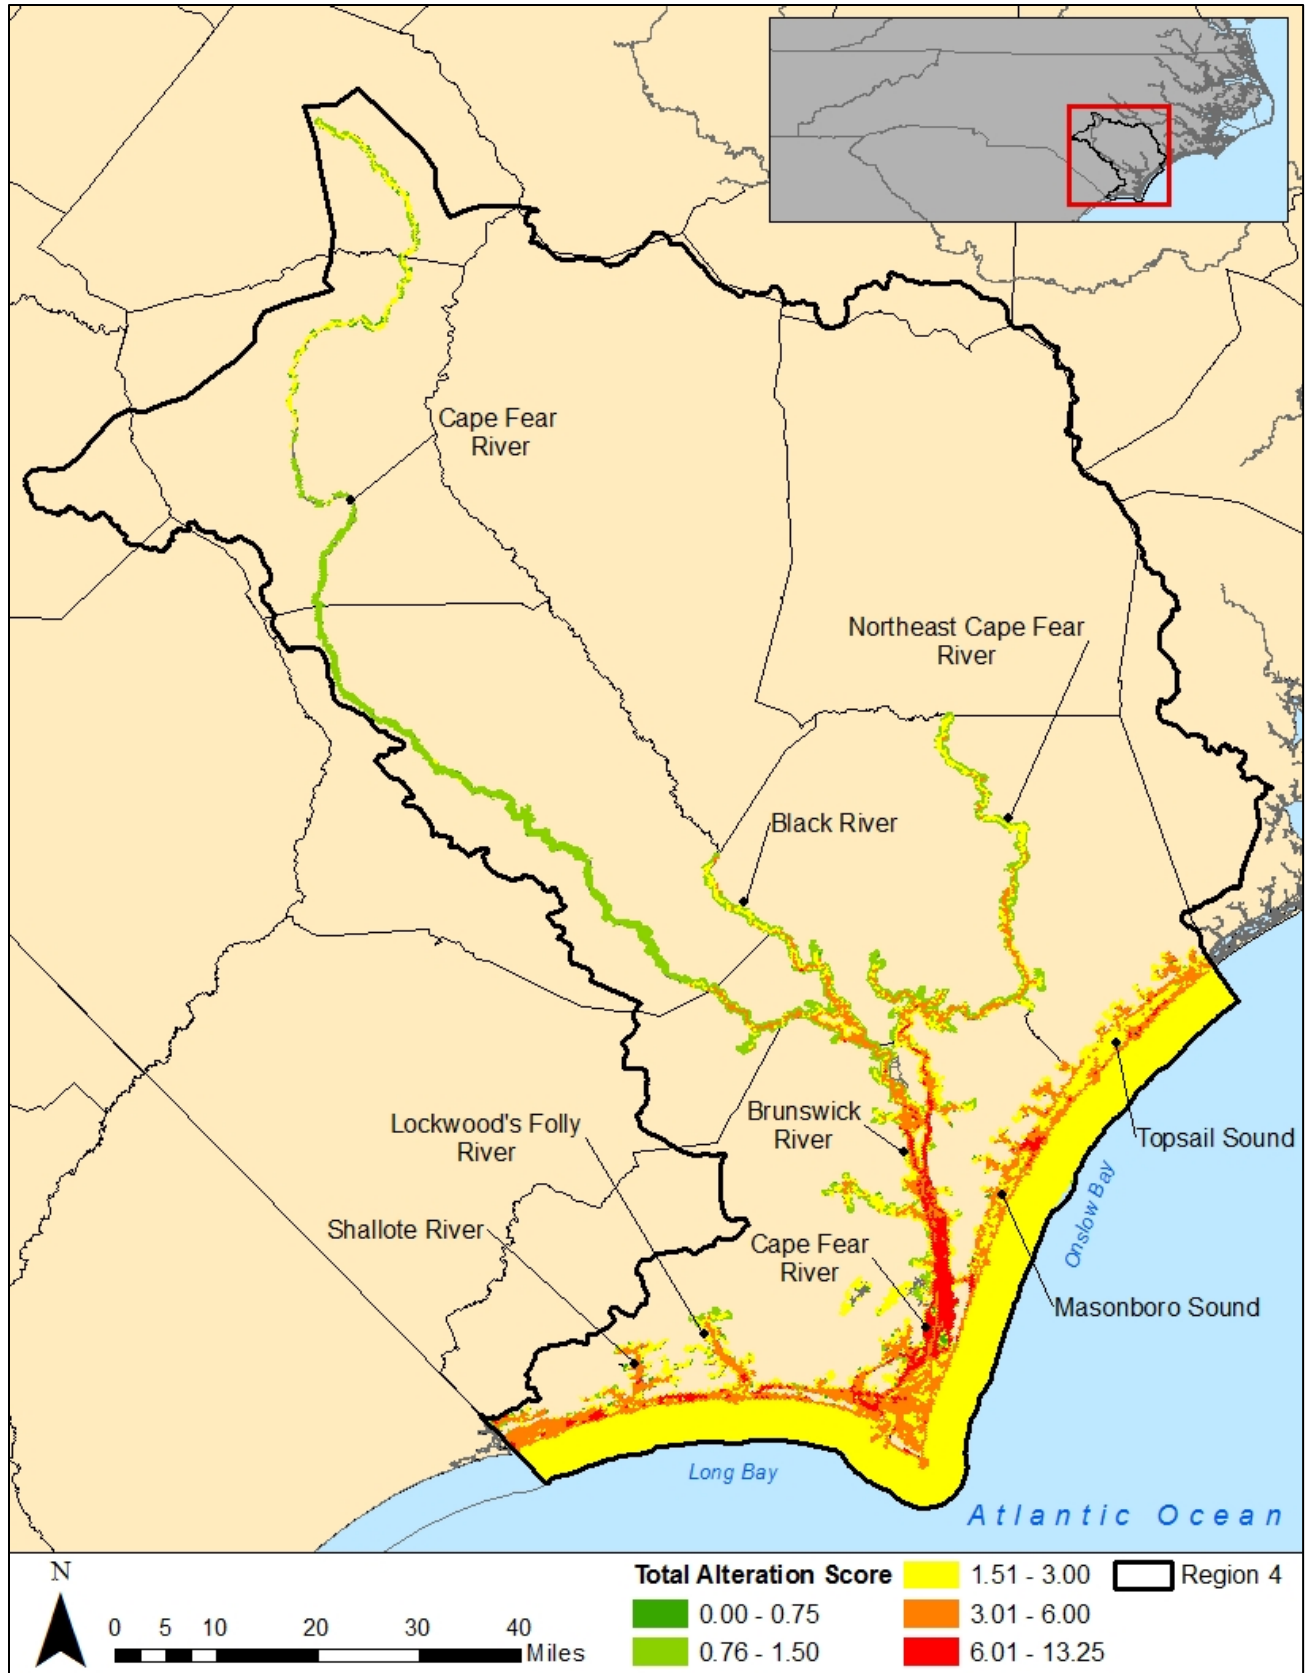 Cape Fear
River
Northeast Cape Fear
River
Black River
Brunswick
River
Lockwood's Folly
River
Topsail Sound
Onslow Bay
Shallote River
Cape Fear
River
Masonboro Sound
Long Bay
Atlantic Ocean
N
0 5 10 20 30 40
Miles
Total Alteration Score
0.00 - 0.75
0.76 - 1.50
1.51 - 3.00
3.01 - 6.00
6.01 - 13.25
Region 4